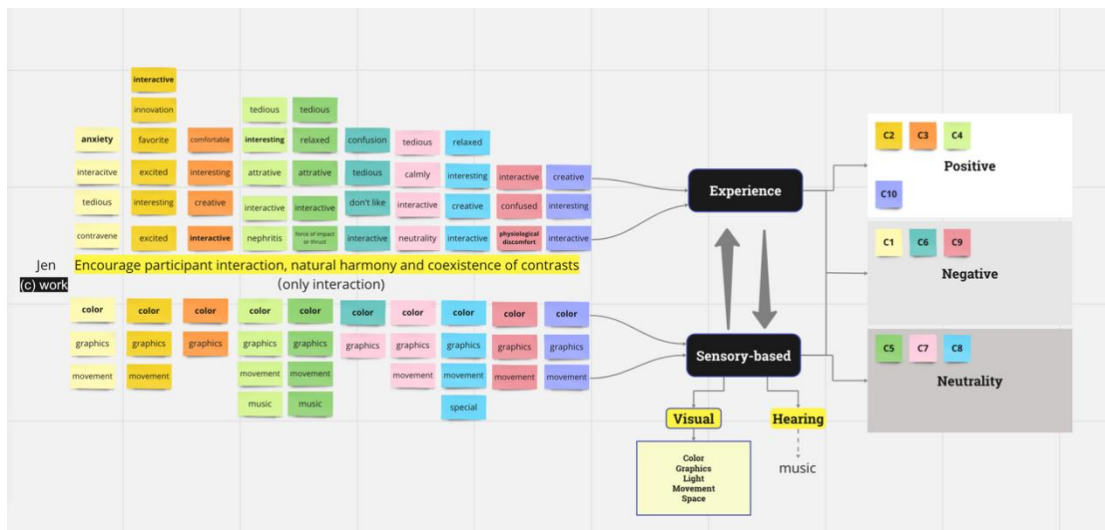 interactive
innovation tedious tedious
anxiety favorite comfortable interesting relaxed confusion tedious relaxed
interacitve excited interesting attrative attrative tedious calmly interesting interactive creative
tedious interesting creative interactive interactive don't like interactive creative confused interesting
contravene excited interactive nephritis force of impact or thrust interactive neutrality interactive physiological discomfort interactive
Jen Encourage participant interaction, natural harmony and coexistence of contrasts
(c) work (only interaction)
color color color color color color color color color color
graphics graphics graphics graphics graphics graphics graphics graphics graphics graphics
movement movement movement movement movement movement movement movement
music music special
Experience
Sensory-based
Visual Hearing
Color
Graphics
Light
Movement
Space
music
C2 C3 C4
Positive
C10
C1 C6 C9
Negative
C5 C7 C8
Neutrality